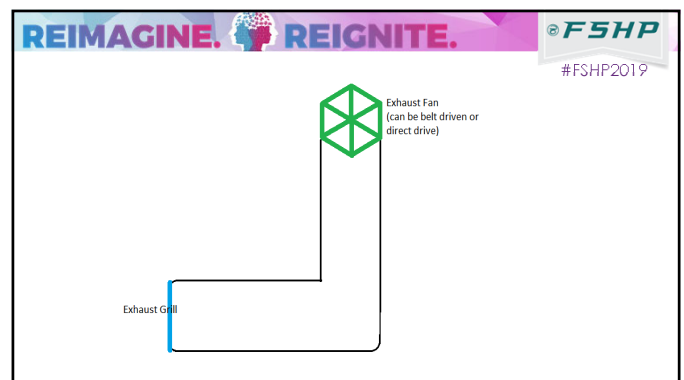 REIMAGINE. REIGNITE.
FSHP
#FSHP2019
Exhaust Fan
(can be belt driven or
direct drive)
Exhaust Grill